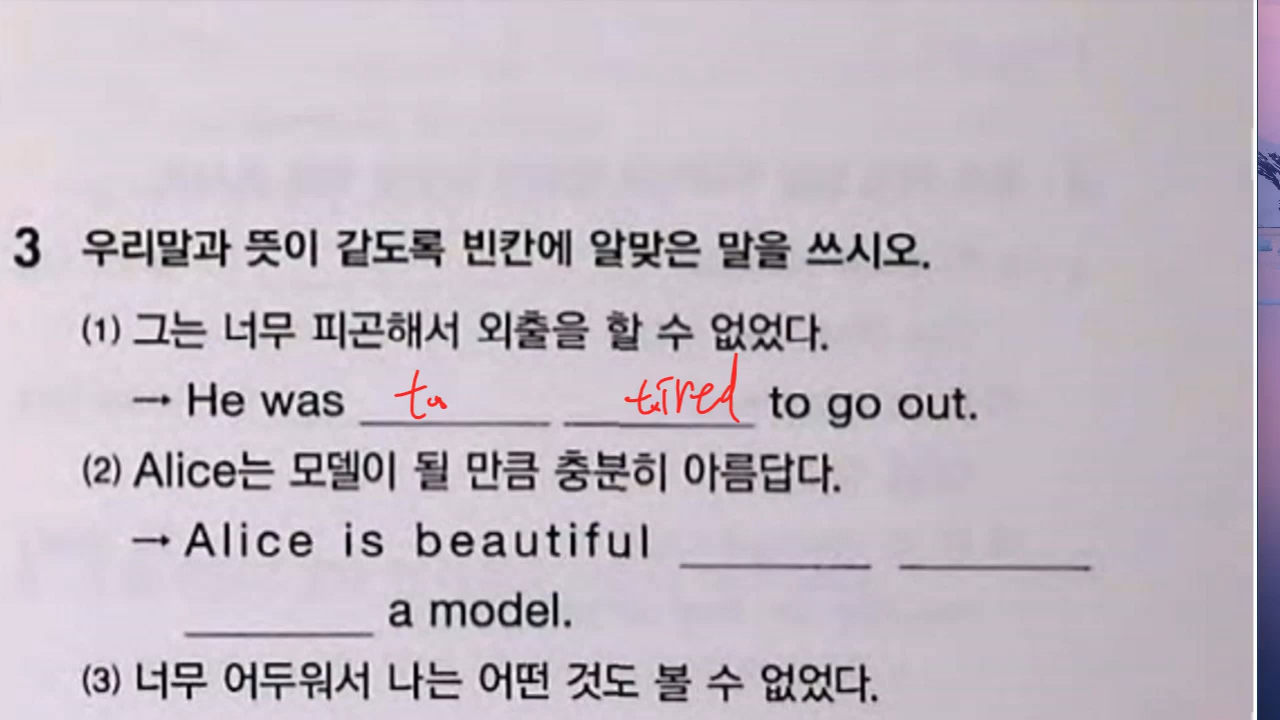 3 우리말과 뜻이 같도록 빈칸에 알맞은 말을 쓰시오.
(1) 그는 너무 피곤해서 외출을 할 수 없었다.
→ He was to tired to go out.
(2) Alice는 모델이 될 만큼 충분히 아름답다.
→ Alice is beautiful ______ ______
______ a model.
(3) 너무 어두워서 나는 어떤 것도 볼 수 없었다.